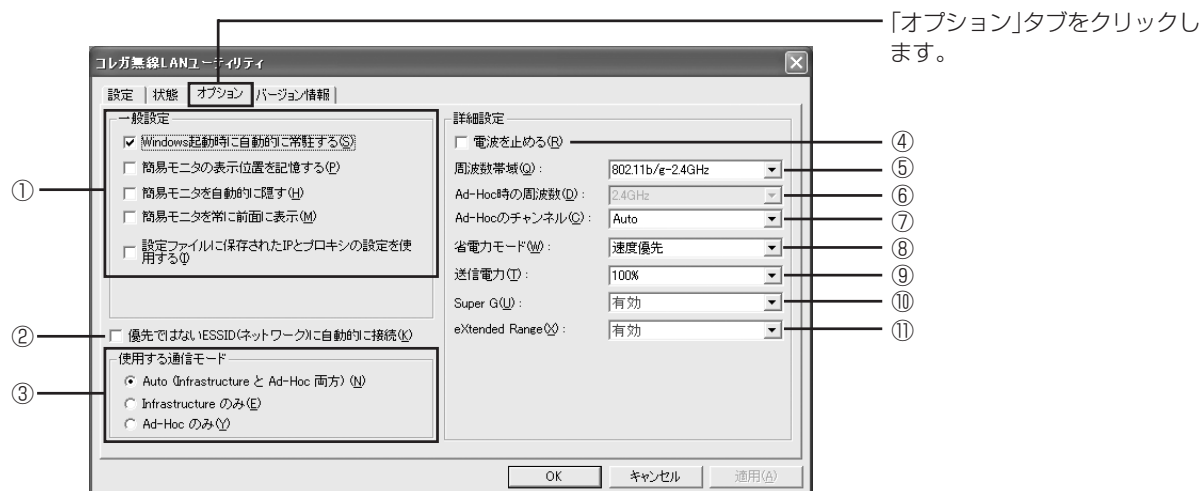 「オプション」タブをクリックし
ます。
コレガ無線LANユーティリティ
設定 状態 オプション バージョン情報
一般設定
Windows起動時に自動的に常駐する(S)
簡易モニタの表示位置を記憶する(P)
簡易モニタを自動的に隠す(H)
簡易モニタを常に前面に表示(M)
設定ファイルに保存されたIPとプロキシの設定を使
用する(I)
①
② 優先ではないESSID(ネットワーク)に自動的に接続(K)
使用する通信モード
Auto (Infrastructure と Ad-Hoc 両方) (N)
③ Infrastructure のみ(E)
Ad-Hoc のみ(Y)
詳細設定
電波を止める(R) ④
周波数帯域(Q): 802.11b/g-2.4GHz ⑤
Ad-Hoc時の周波数(D): 2.4GHz ⑥
Ad-Hocのチャンネル(C): Auto ⑦
省電力モード(W): 速度優先 ⑧
送信電力(T): 100% ⑨
Super G(U): 有効 ⑩
eXtended Range(X): 有効 ⑪
OK キャンセル 適用(A)